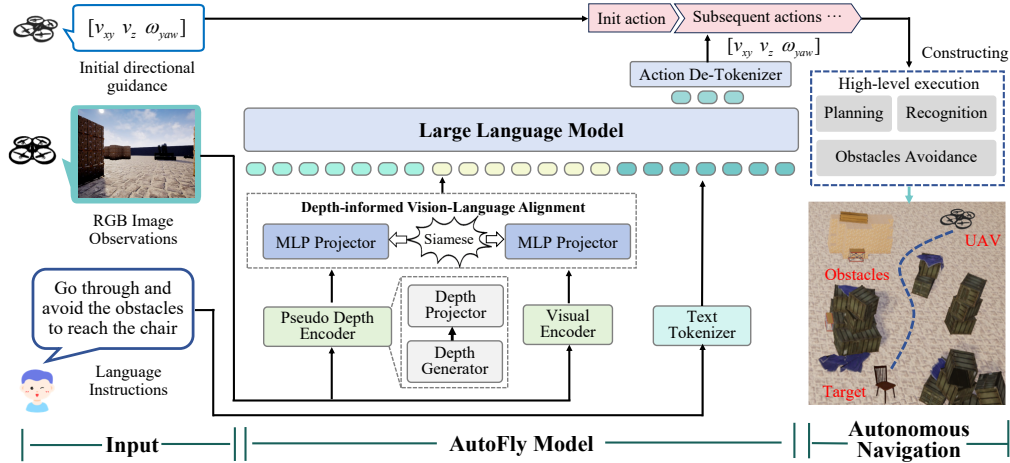 [v_xy v_z ω_yaw]
Initial directional
guidance
Init action
Subsequent actions ···
[v_xy v_z ω_yaw]
Action De-Tokenizer
Constructing
High-level execution
Planning
Recognition
Obstacles Avoidance
Large Language Model
RGB Image
Observations
Depth-informed Vision-Language Alignment
MLP Projector
Siamese
MLP Projector
Go through and
avoid the obstacles
to reach the chair
Language
Instructions
Pseudo Depth
Encoder
Depth
Projector
Depth
Generator
Visual
Encoder
Text
Tokenizer
UAV
Obstacles
Target
Input
AutoFly Model
Autonomous
Navigation